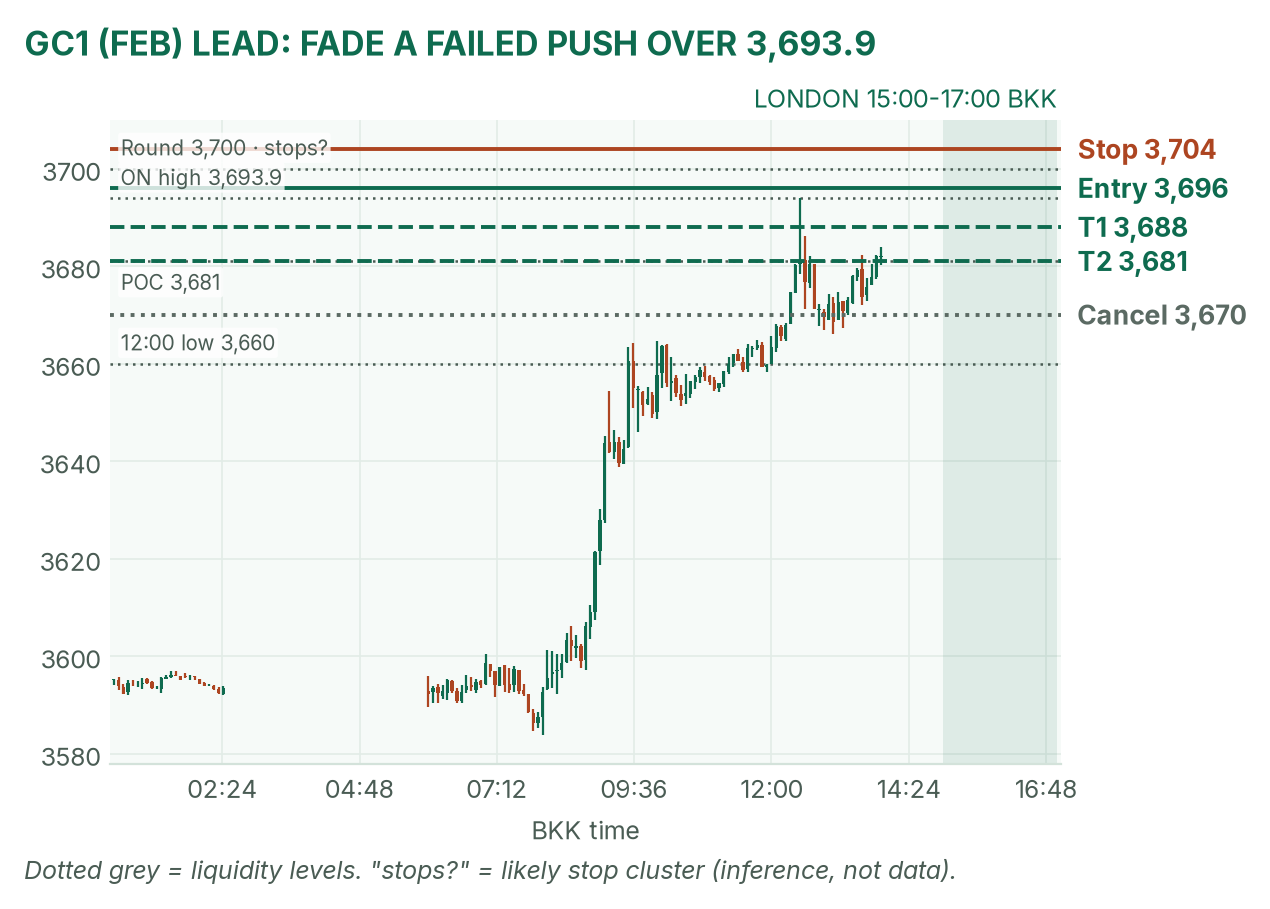 GC1 (FEB) LEAD: FADE A FAILED PUSH OVER 3,693.9
LONDON 15:00-17:00 BKK
Round 3,700 · stops?
Stop 3,704
3700
ON high 3,693.9
Entry 3,696
T1 3,688
T2 3,681
3680
POC 3,681
Cancel 3,670
12:00 low 3,660
3660
3640
3620
3600
3580
02:24 04:48 07:12 09:36 12:00 14:24 16:48
BKK time
Dotted grey = liquidity levels. "stops?" = likely stop cluster (inference, not data).